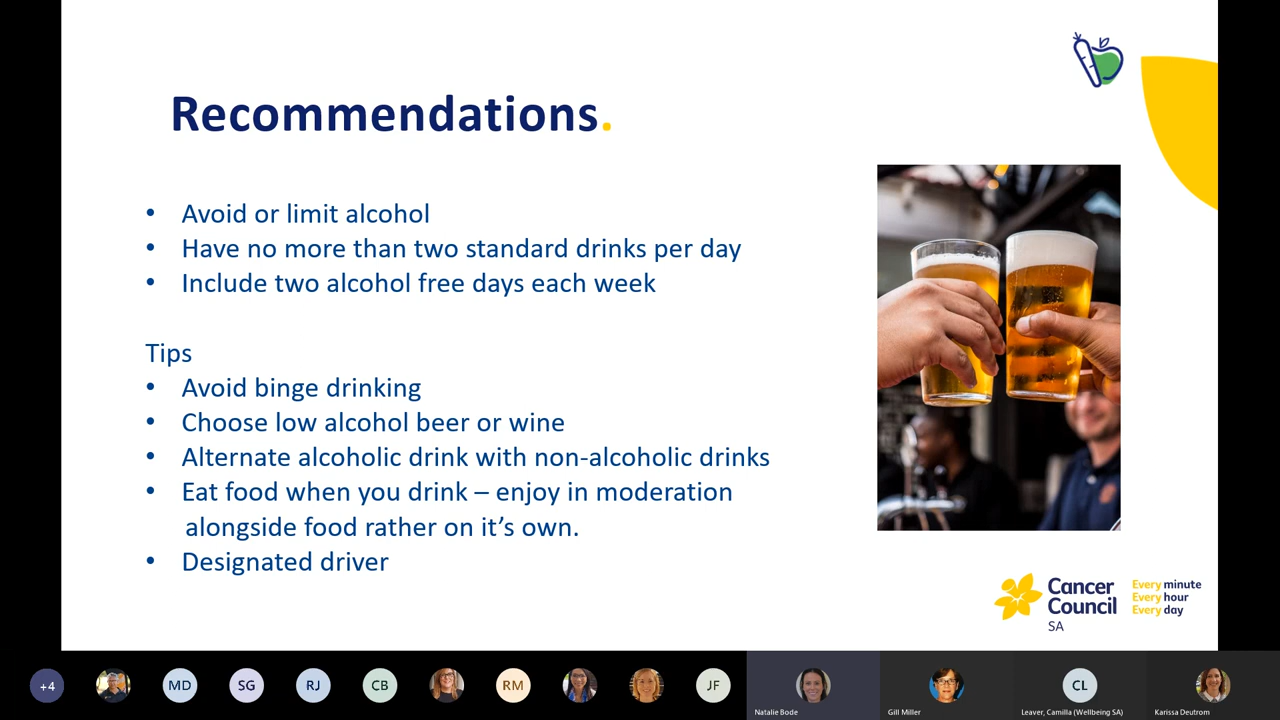 Recommendations.
• Avoid or limit alcohol
• Have no more than two standard drinks per day
• Include two alcohol free days each week
Tips
• Avoid binge drinking
• Choose low alcohol beer or wine
• Alternate alcoholic drink with non-alcoholic drinks
• Eat food when you drink – enjoy in moderation
alongside food rather on it’s own.
• Designated driver
Cancer
Council
SA
Every minute
Every hour
Every day
+4
MD
SG
RJ
CB
RM
JF
CL
Natalie Bode
Gill Miller
Leaver, Camilla (Wellbeing SA)
Karissa Deutrom